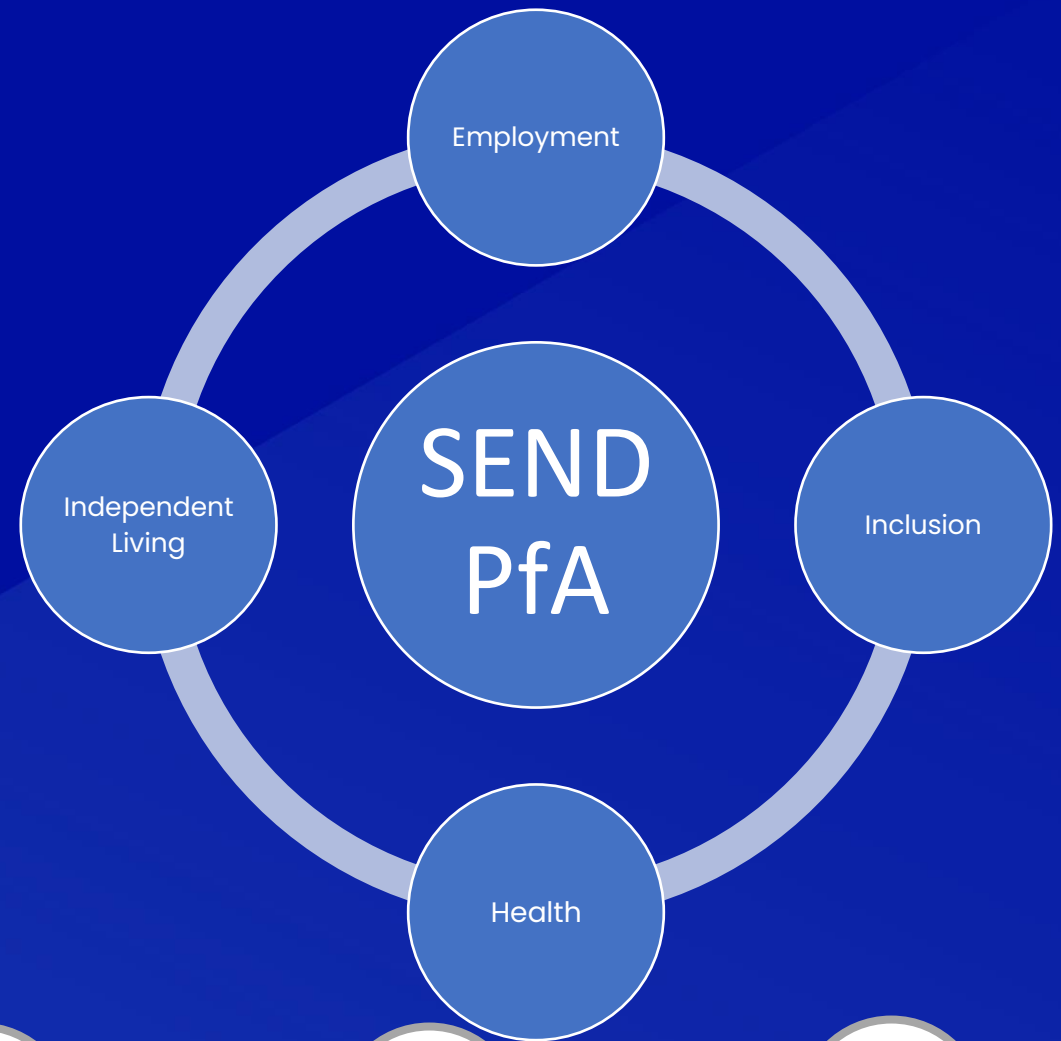 Employment
SEND
PfA
Independent
Living
Inclusion
Health